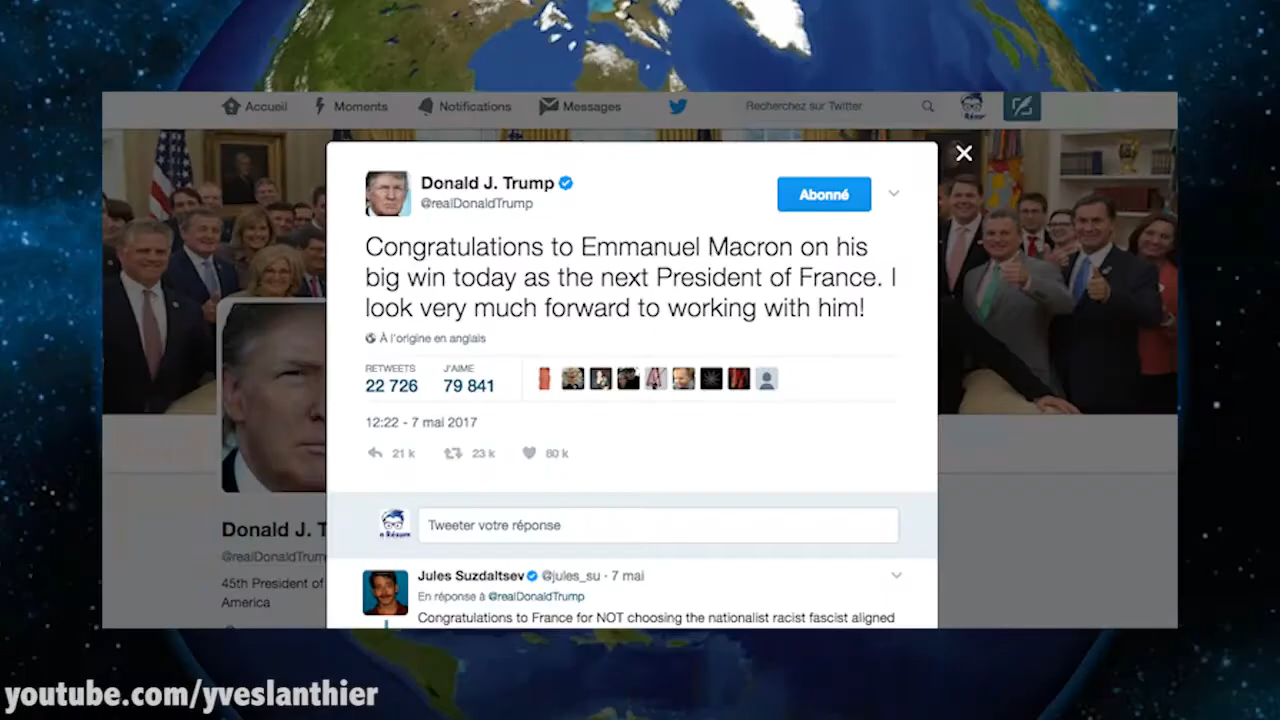 Accueil Moments Notifications Messages Recherchez sur Twitter
Donald J. Trump
@realDonaldTrump
Abonné
Congratulations to Emmanuel Macron on his
big win today as the next President of France. I
look very much forward to working with him!
À l'origine en anglais
RETWEETS J'AIME
22 726 79 841
12:22 - 7 mai 2017
21 k 23 k 80 k
Tweeter votre réponse
Donald J. T
@realDonaldTrum
45th President of
America
Jules Suzdaltsev @jules_su · 7 mai
En réponse à @realDonaldTrump
Congratulations to France for NOT choosing the nationalist racist fascist aligned
youtube.com/yveslanthier